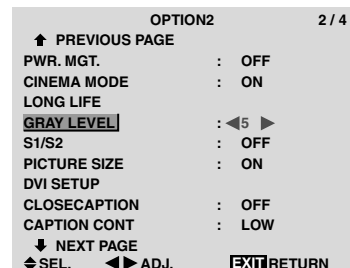 OPTION2 2 / 4
PREVIOUS PAGE
PWR. MGT. : OFF
CINEMA MODE : ON
LONG LIFE
GRAY LEVEL : 5
S1/S2 : OFF
PICTURE SIZE : ON
DVI SETUP
CLOSECAPTION : OFF
CAPTION CONT : LOW
NEXT PAGE
SEL. ADJ. EXIT RETURN